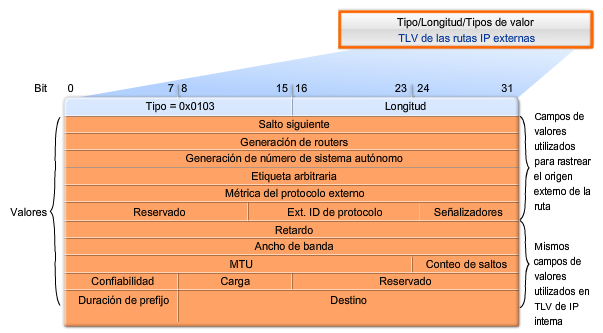 Tipo/Longitud/Tipos de valor
TLV de las rutas IP externas
Bit 0 7 8 15 16 23 24 31
Tipo = 0x0103 Longitud
Salto siguiente
Generación de routers
Generación de número de sistema autónomo
Etiqueta arbitraria
Métrica del protocolo externo
Reservado Ext. ID de protocolo Señalizadores
Retardo
Ancho de banda
MTU Conteo de saltos
Confiabilidad Carga Reservado
Duración de prefijo Destino
Valores
Campos de
valores
utilizados
para rastrear
el origen
externo de la
ruta
Mismos
campos de
valores
utilizados en
TLV de IP
interna